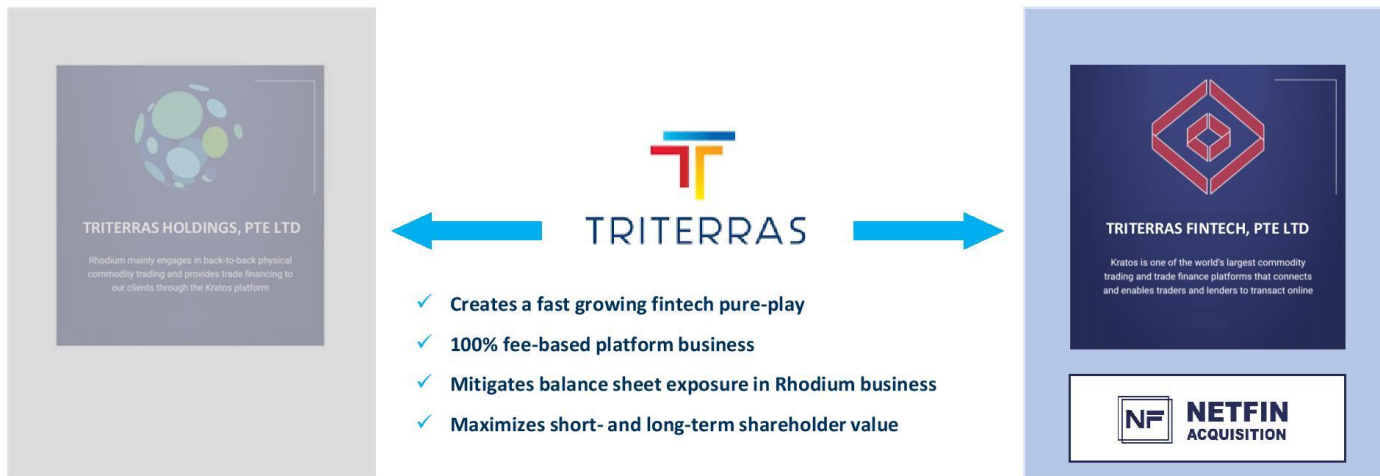 TRITERRAS HOLDINGS, PTE LTD
Rhodium mainly engages in back-to-back physical
commodity trading and provides trade financing to
our clients through the Kratos platform
TRITERRAS
✓ Creates a fast growing fintech pure-play
✓ 100% fee-based platform business
✓ Mitigates balance sheet exposure in Rhodium business
✓ Maximizes short- and long-term shareholder value
TRITERRAS FINTECH, PTE LTD
Kratos is one of the world's largest commodity
trading and trade finance platforms that connects
and enables traders and lenders to transact online
NF
NETFIN
ACQUISITION